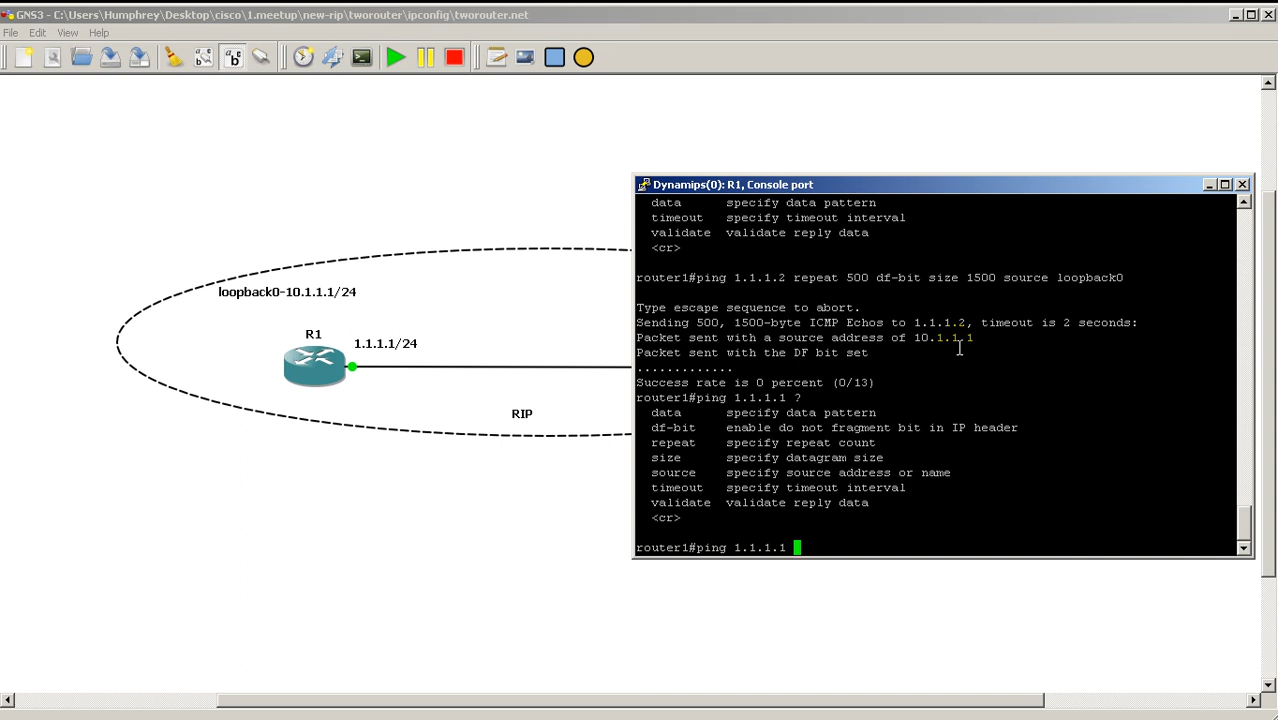 GNS3 - C:\Users\Humphrey\Desktop\cisco\1.meetup\new-rip\tworouter\ipconfig\tworouter.net
File Edit View Help
loopback0-10.1.1.1/24
R1
1.1.1.1/24
RIP
Dynamips(0): R1, Console port
data specify data pattern
timeout specify timeout interval
validate validate reply data
<cr>
router1#ping 1.1.1.2 repeat 500 df-bit size 1500 source loopback0
Type escape sequence to abort.
Sending 500, 1500-byte ICMP Echos to 1.1.1.2, timeout is 2 seconds:
Packet sent with a source address of 10.1.1.1
Packet sent with the DF bit set
.............
Success rate is 0 percent (0/13)
router1#ping 1.1.1.1 ?
data specify data pattern
df-bit enable do not fragment bit in IP header
repeat specify repeat count
size specify datagram size
source specify source address or name
timeout specify timeout interval
validate validate reply data
<cr>
router1#ping 1.1.1.1